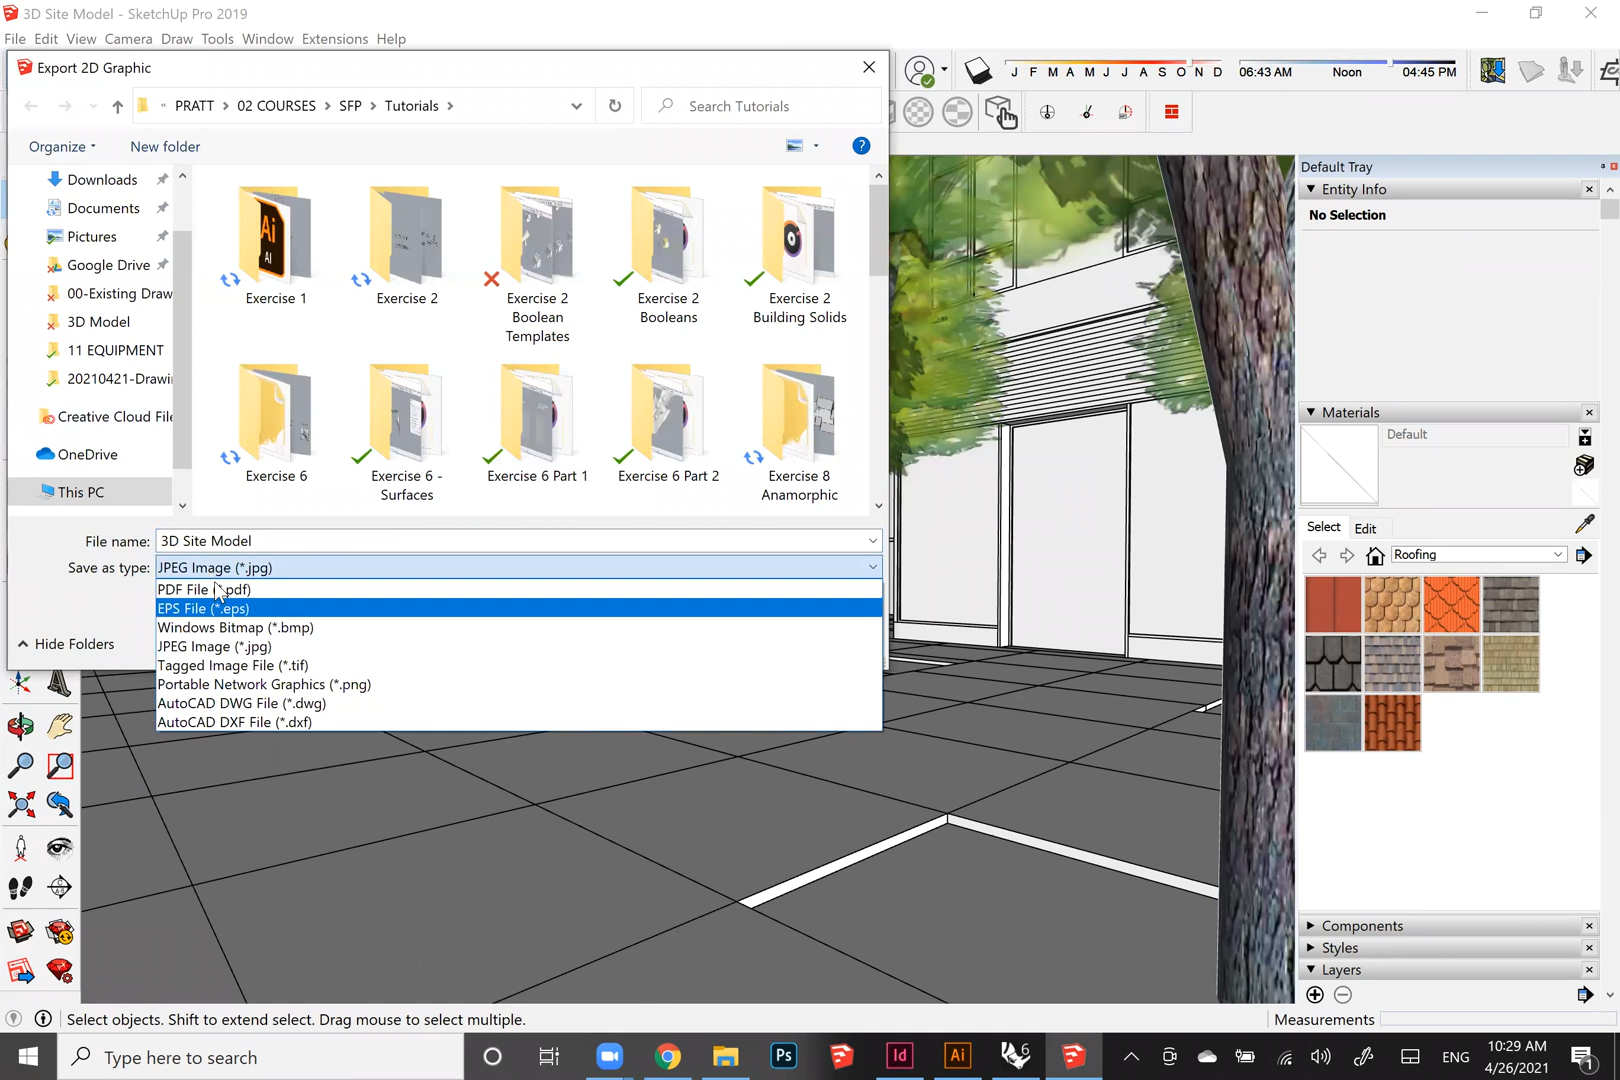 3D Site Model - SketchUp Pro 2019
File Edit View Camera Draw Tools Window Extensions Help
Export 2D Graphic
« PRATT › 02 COURSES › SFP › Tutorials ›
Search Tutorials
Organize
New folder
Downloads
Documents
Pictures
Google Drive
00-Existing Draw
3D Model
11 EQUIPMENT
20210421-Drawi
Creative Cloud File
OneDrive
This PC
Ai
AI
Exercise 1
Exercise 2
Exercise 2
Boolean
Templates
Exercise 2
Booleans
Exercise 2
Building Solids
Exercise 6
Exercise 6 -
Surfaces
Exercise 6 Part 1
Exercise 6 Part 2
Exercise 8
Anamorphic
File name: 3D Site Model
Save as type: JPEG Image (*.jpg)
PDF File (*.pdf)
EPS File (*.eps)
Windows Bitmap (*.bmp)
JPEG Image (*.jpg)
Tagged Image File (*.tif)
Portable Network Graphics (*.png)
AutoCAD DWG File (*.dwg)
AutoCAD DXF File (*.dxf)
Hide Folders
J F M A M J J A S O N D
06:43 AM Noon 04:45 PM
Default Tray
Entity Info
No Selection
Materials
Default
Select Edit
Roofing
Components
Styles
Layers
Select objects. Shift to extend select. Drag mouse to select multiple.
Measurements
Type here to search
Ps
Id
Ai
6
ENG
10:29 AM
4/26/2021
1